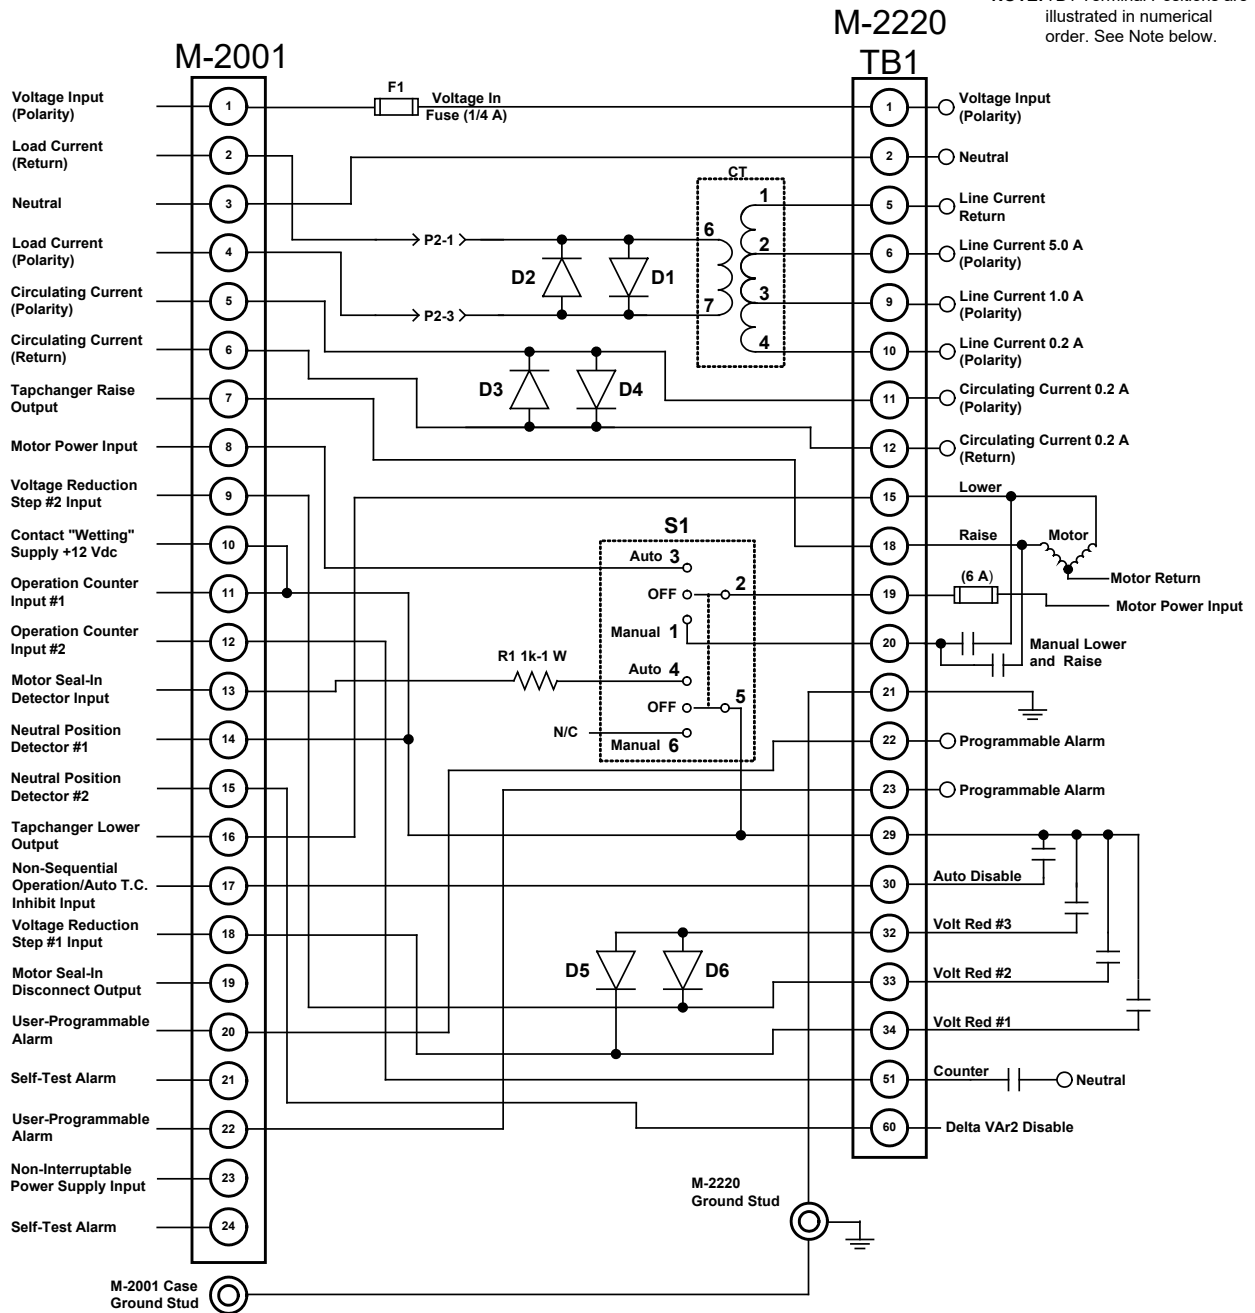 NOTE: TB1 Terminal Positions are
illustrated in numerical
order. See Note below.
M-2001
M-2220
TB1
Voltage Input
(Polarity)
1
F1
Voltage In
Fuse (1/4 A)
1
Voltage Input
(Polarity)
Load Current
(Return)
2
2
Neutral
Neutral
3
CT
1
5
Line Current
Return
Load Current
(Polarity)
4
P2-1
6
D2
D1
2
6
Line Current 5.0 A
(Polarity)
Circulating Current
(Polarity)
5
P2-3
7
3
9
Line Current 1.0 A
(Polarity)
Circulating Current
(Return)
6
4
10
Line Current 0.2 A
(Polarity)
Tapchanger Raise
Output
7
D3
D4
11
Circulating Current 0.2 A
(Polarity)
Motor Power Input
8
12
Circulating Current 0.2 A
(Return)
Voltage Reduction
Step #2 Input
9
15
Lower
Contact "Wetting"
Supply +12 Vdc
10
S1
Auto 3
18
Raise
Motor
Motor Return
Operation Counter
Input #1
11
OFF
2
19
(6 A)
Motor Power Input
Operation Counter
Input #2
12
Manual 1
20
Manual Lower
and Raise
Motor Seal-In
Detector Input
13
R1 1k-1 W
Auto 4
21
Neutral Position
Detector #1
14
OFF
5
N/C
Manual 6
22
Programmable Alarm
Neutral Position
Detector #2
15
23
Programmable Alarm
Tapchanger Lower
Output
16
29
Non-Sequential
Operation/Auto T.C.
Inhibit Input
17
30
Auto Disable
Voltage Reduction
Step #1 Input
18
32
Volt Red #3
Motor Seal-In
Disconnect Output
19
D5
D6
33
Volt Red #2
User-Programmable
Alarm
20
34
Volt Red #1
Self-Test Alarm
21
51
Counter
Neutral
User-Programmable
Alarm
22
60
Delta VAr2 Disable
Non-Interruptable
Power Supply Input
23
M-2220
Ground Stud
Self-Test Alarm
24
M-2001 Case
Ground Stud